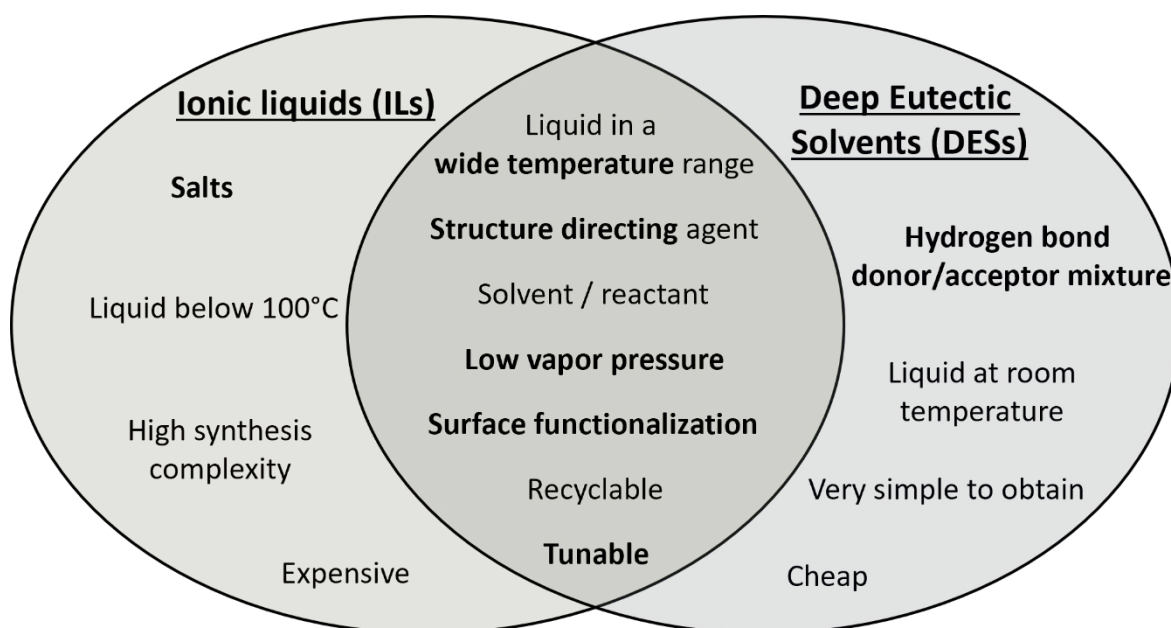 Ionic liquids (ILs)
Salts
Liquid below 100°C
High synthesis
complexity
Expensive
Liquid in a
wide temperature range
Structure directing agent
Solvent / reactant
Low vapor pressure
Surface functionalization
Recyclable
Tunable
Deep Eutectic
Solvents (DESs)
Hydrogen bond
donor/acceptor mixture
Liquid at room
temperature
Very simple to obtain
Cheap